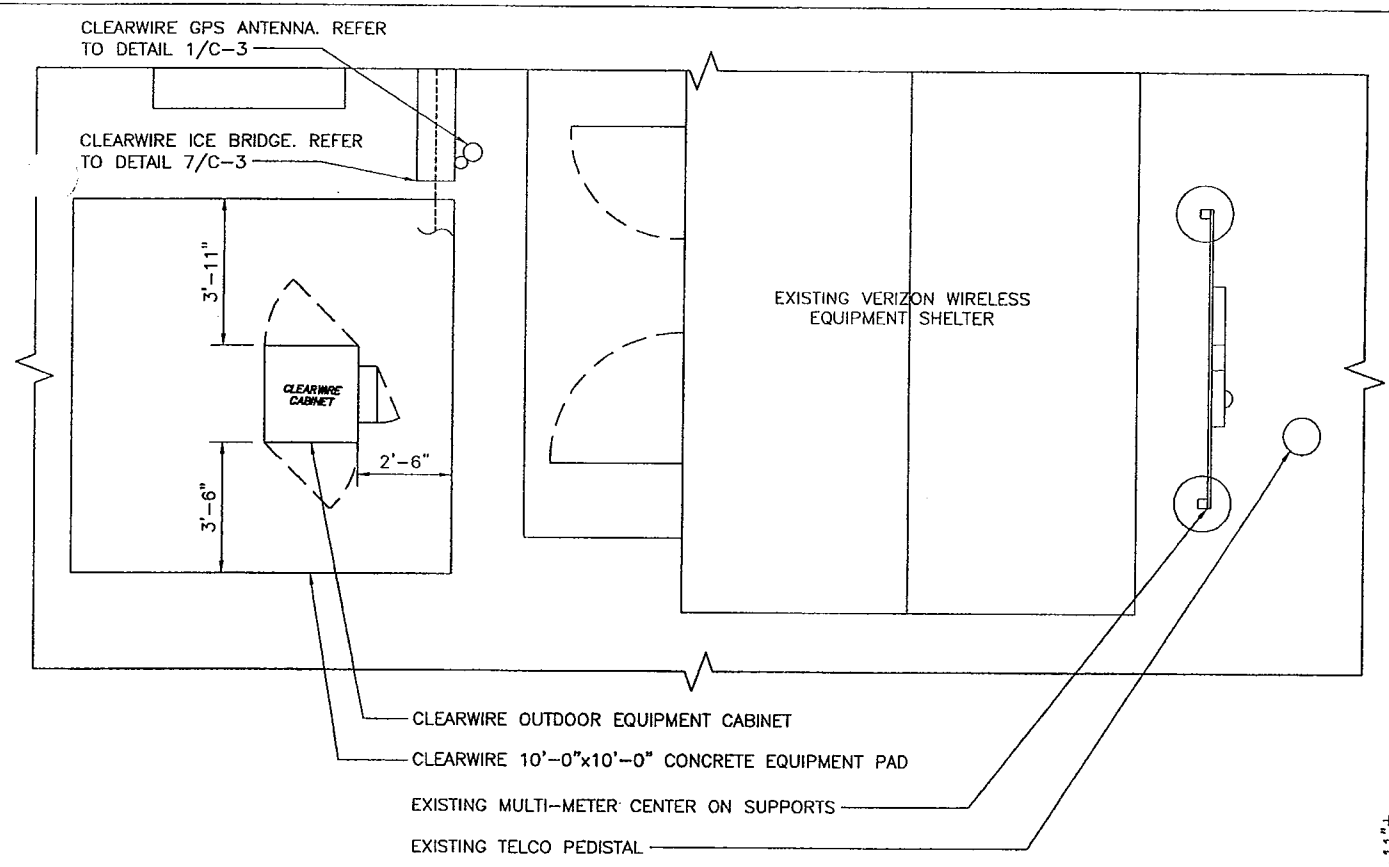 CLEARWIRE GPS ANTENNA. REFER
TO DETAIL 1/C-3
CLEARWIRE ICE BRIDGE. REFER
TO DETAIL 7/C-3
3'-11"
CLEARWIRE
CABINET
2'-6"
3'-6"
EXISTING VERIZON WIRELESS
EQUIPMENT SHELTER
CLEARWIRE OUTDOOR EQUIPMENT CABINET
CLEARWIRE 10'-0"x10'-0" CONCRETE EQUIPMENT PAD
EXISTING MULTI-METER CENTER ON SUPPORTS
EXISTING TELCO PEDISTAL
11"±